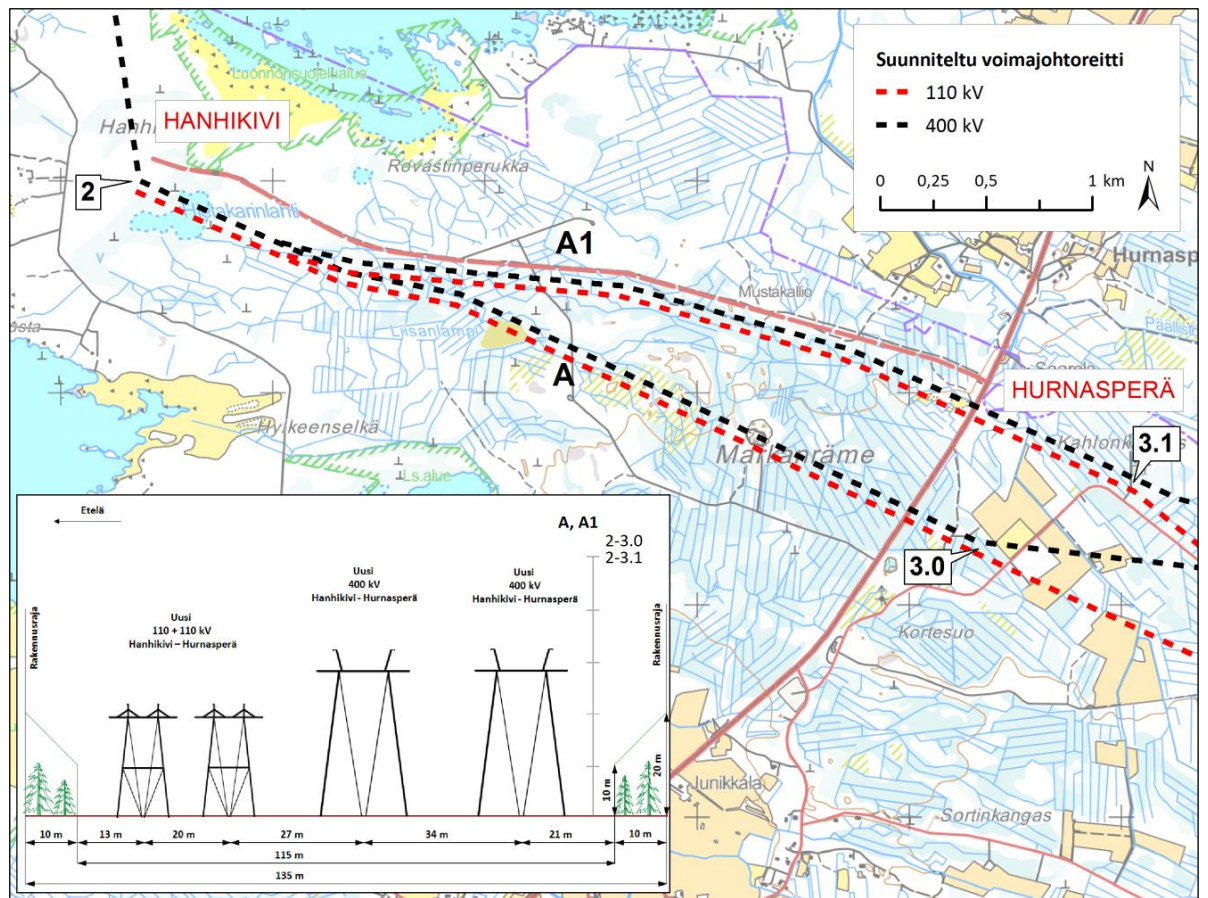 Suunniteltu voimajohtoreitti
110 kV
400 kV
N
0 0,25 0,5 1 km
Luonnonsuojelualue
HANHIKIVI
Rovastinperukka
2
Hietakarinlahti
A1
Mustakallio
Hurnasp
Liisanlampi
A
HURNASPERÄ
3.1
Hylkeenselkä
Ls.alue
3.0
Kortesuo
Junikkala
Sortinkangas
Etelä
A, A1
2-3.0
2-3.1
Rakennusraja
Uusi
110 + 110 kV
Hanhikivi – Hurnasperä
Uusi
400 kV
Hanhikivi - Hurnasperä
Uusi
400 kV
Hanhikivi - Hurnasperä
Rakennusraja
10 m
20 m
10 m 13 m 20 m 27 m 34 m 21 m 10 m
115 m
135 m